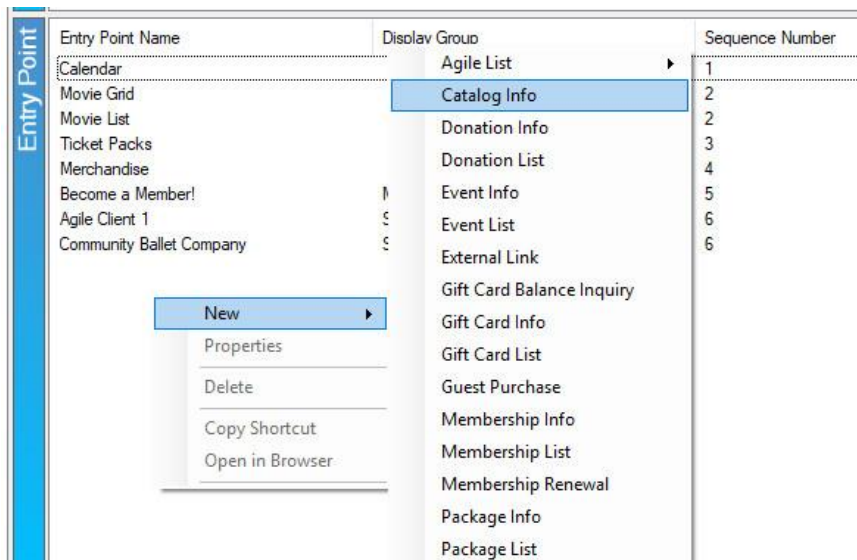 Entry Point
Entry Point Name Display Group Sequence Number
Calendar 1
Movie Grid 2
Movie List 2
Ticket Packs 3
Merchandise 4
Become a Member! 5
Agile Client 1 S 6
Community Ballet Company S 6
New
Properties
Delete
Copy Shortcut
Open in Browser
Agile List
Catalog Info
Donation Info
Donation List
Event Info
Event List
External Link
Gift Card Balance Inquiry
Gift Card Info
Gift Card List
Guest Purchase
Membership Info
Membership List
Membership Renewal
Package Info
Package List